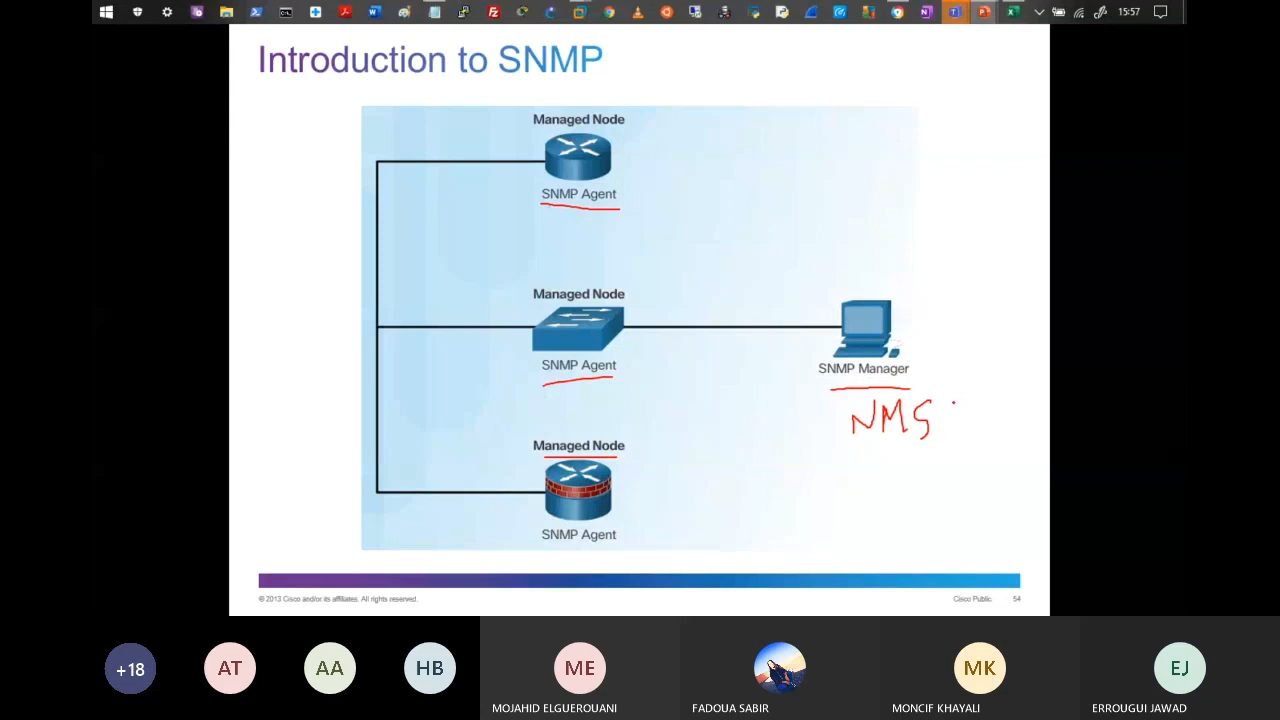 15:57
Introduction to SNMP
Managed Node
SNMP Agent
Managed Node
SNMP Agent
SNMP Manager
NMS
Managed Node
SNMP Agent
© 2013 Cisco and/or its affiliates. All rights reserved.
Cisco Public
54
+18
AT
AA
HB
ME
MK
EJ
MOJAHID ELGUEROUANI
FADOUA SABIR
MONCIF KHAYALI
ERROUGUI JAWAD